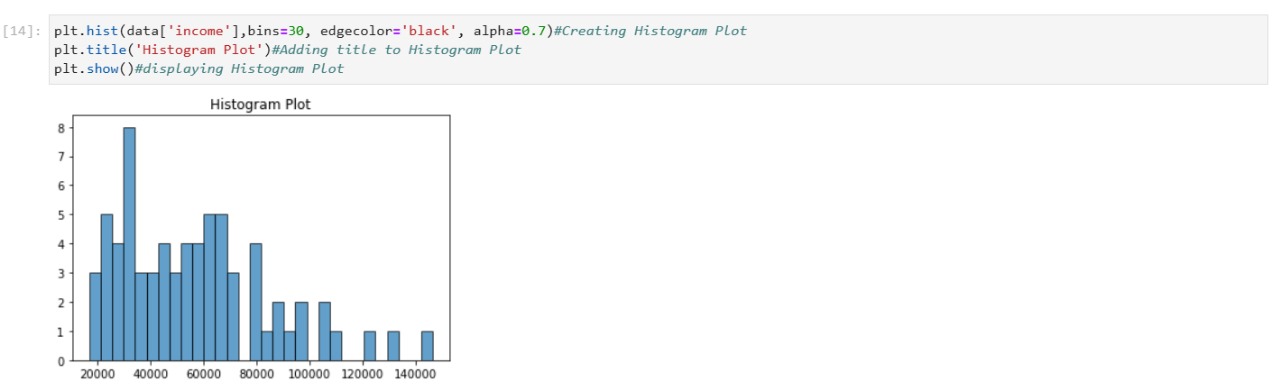 [14]: plt.hist(data['income'],bins=30, edgecolor='black', alpha=0.7)#Creating Histogram Plot
plt.title('Histogram Plot')#Adding title to Histogram Plot
plt.show()#displaying Histogram Plot
Histogram Plot
8
7
6
5
4
3
2
1
0
20000 40000 60000 80000 100000 120000 140000